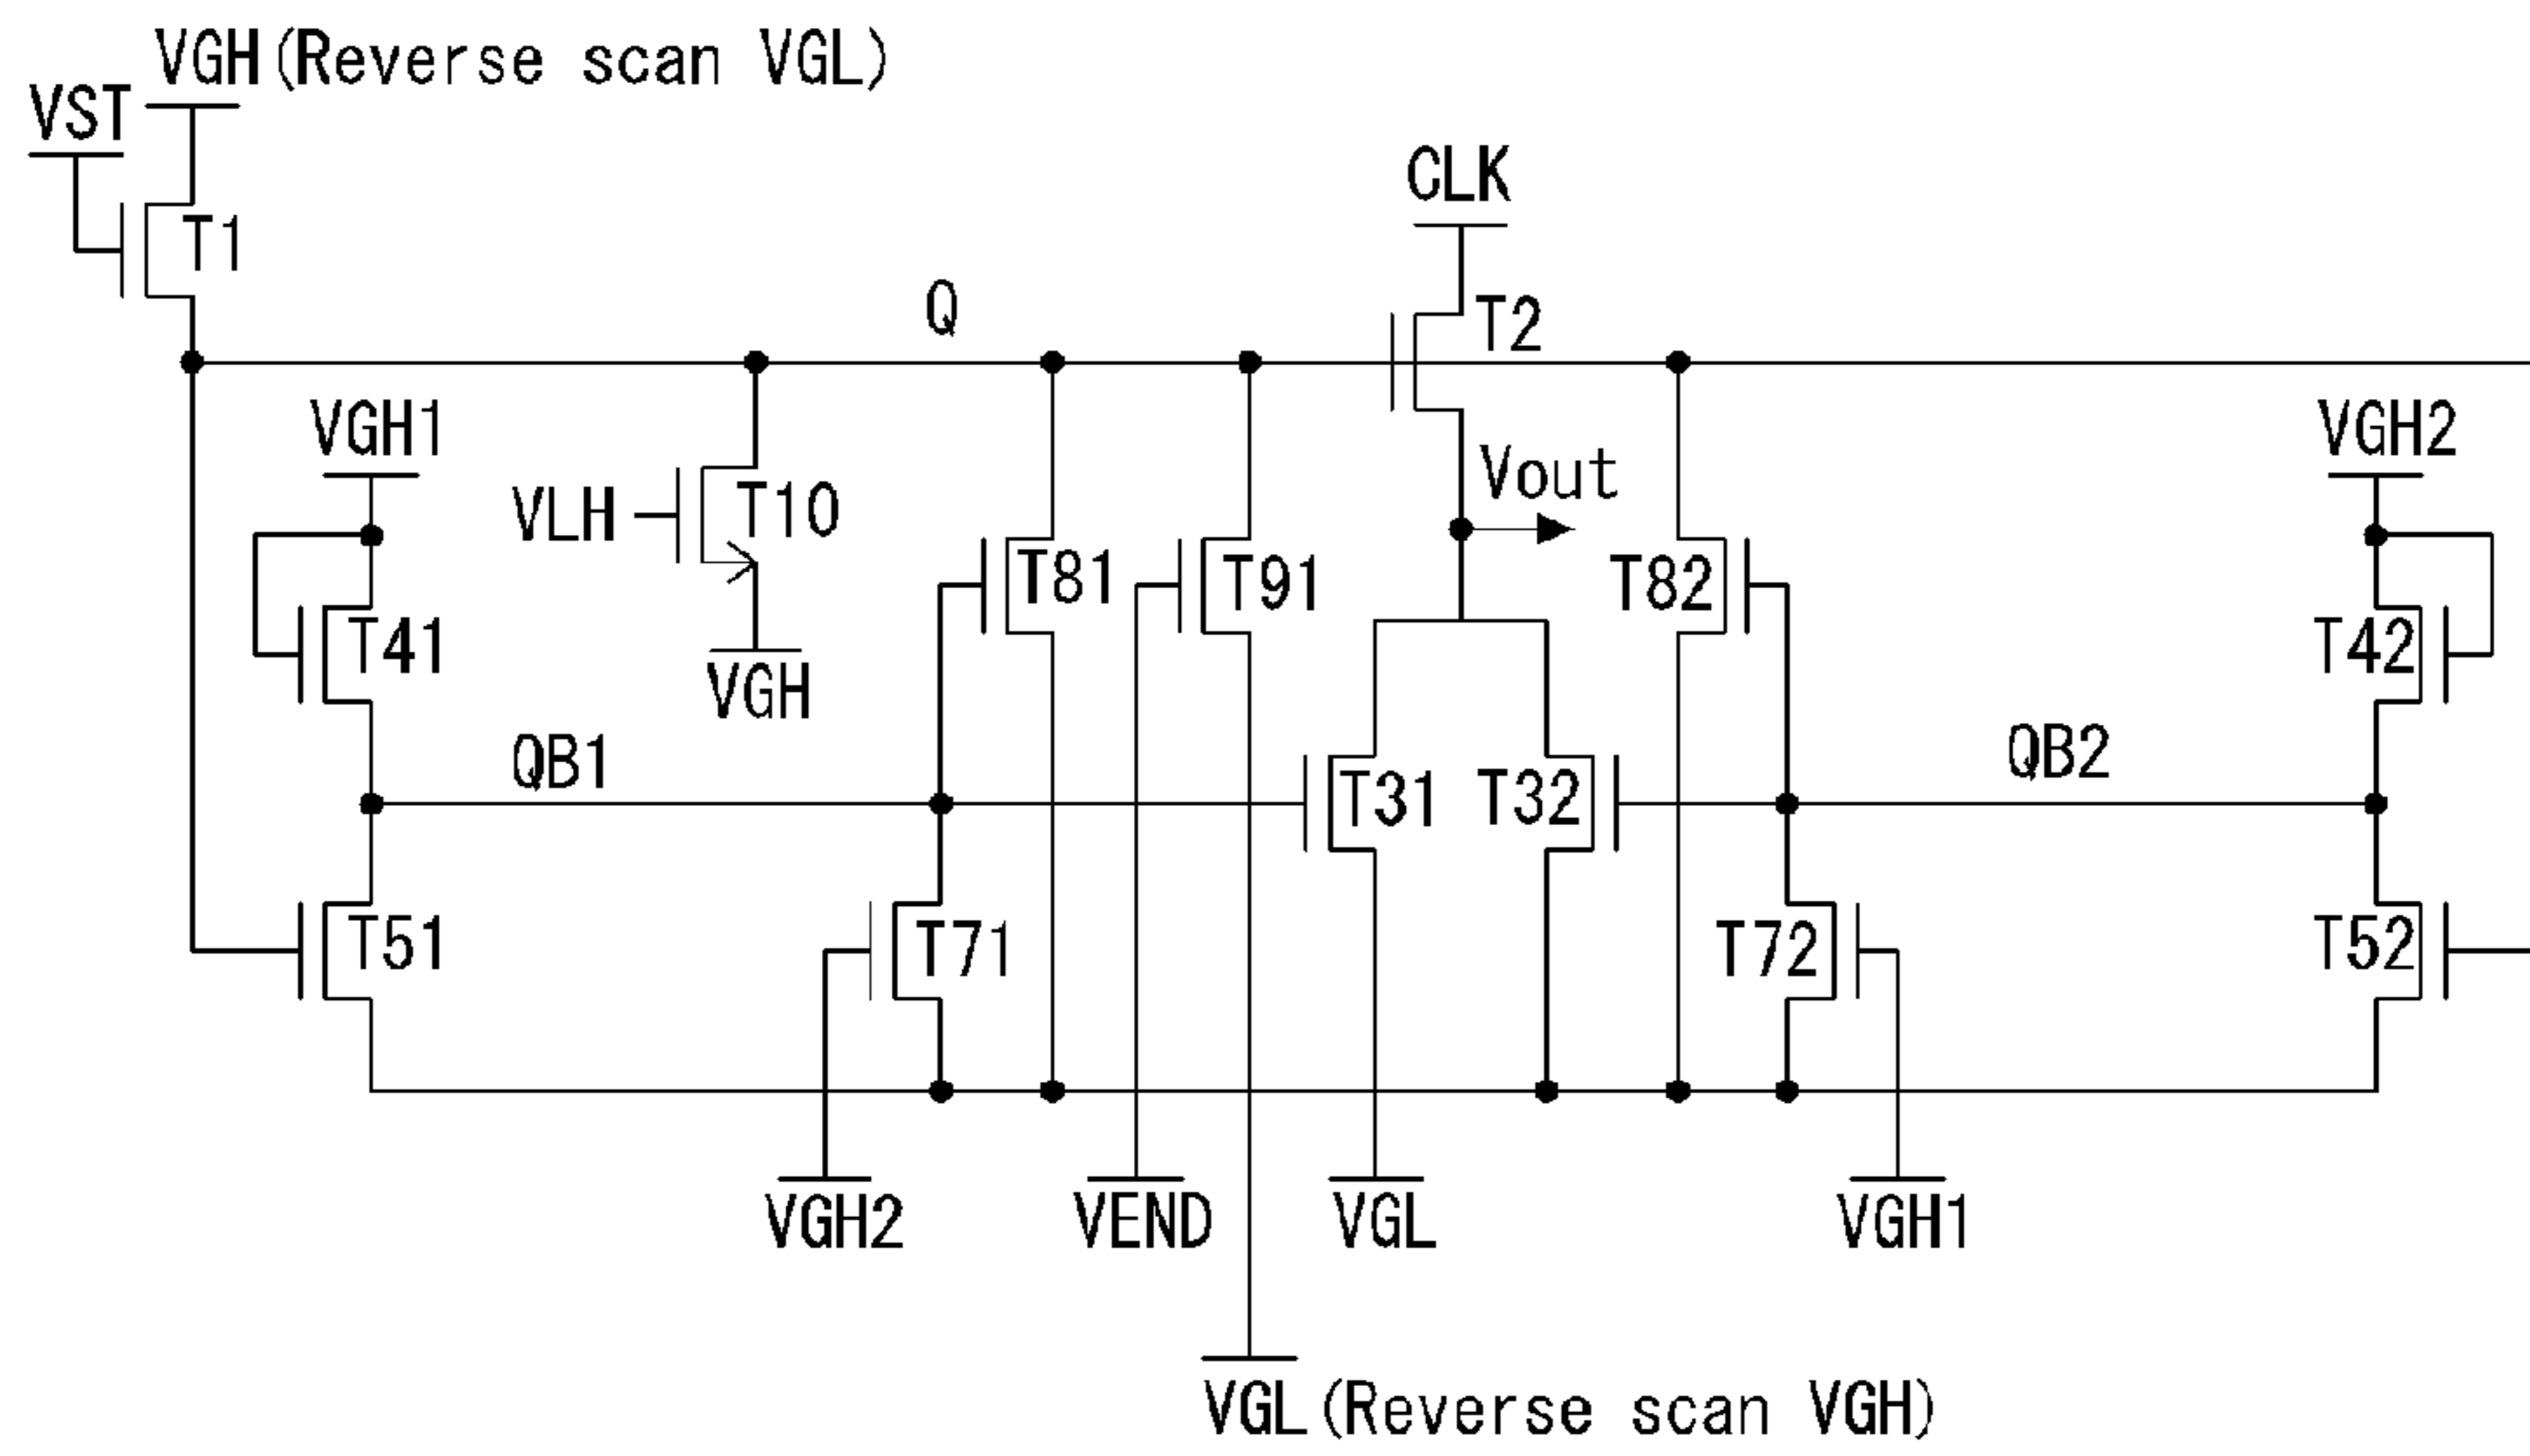 VGH(Reverse scan VGL)
VST
CLK
T1
Q
T2
VGH1
VGH2
Vout
VLH
T10
T81
T91
T82
T41
T42
VGH
QB1
QB2
T31
T32
T51
T71
T72
T52
VGH2
VEND
VGL
VGH1
VGL(Reverse scan VGH)